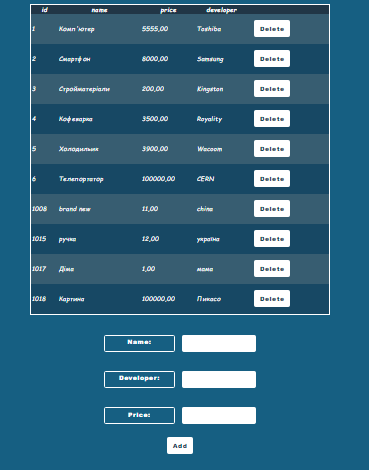 id name price developer
1 Комп'ютер 5555,00 Toshiba Delete
2 Смартфон 8000,00 Samsung Delete
3 Стройматеріали 200,00 Kingston Delete
4 Кофеварка 3500,00 Royality Delete
5 Холодильник 3900,00 Wacoom Delete
6 Телепортатор 100000,00 CERN Delete
1008 brand new 11,00 china Delete
1015 ручка 12,00 україна Delete
1017 Діма 1,00 мама Delete
1018 Картина 100000,00 Пикасо Delete
Name:
Developer:
Price:
Add